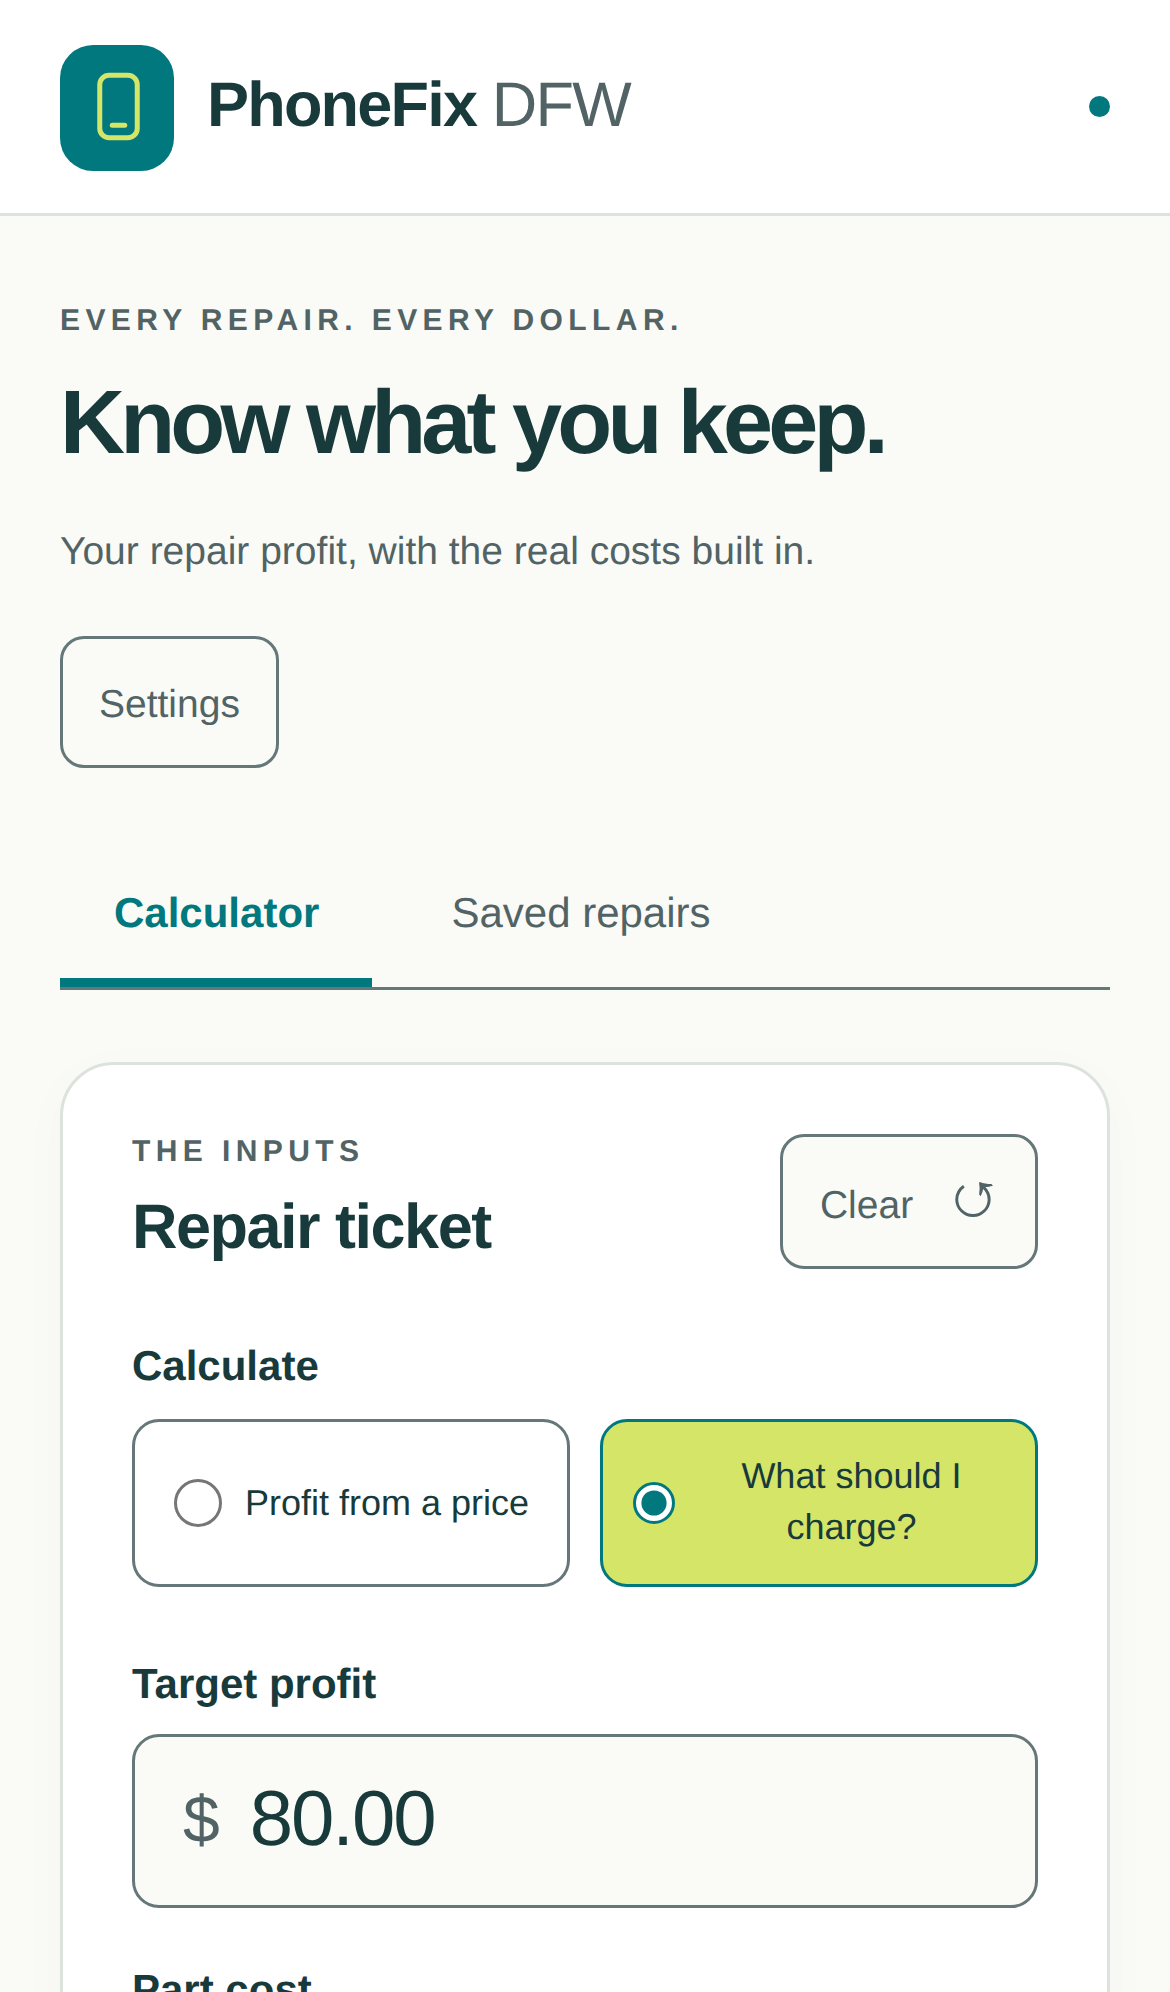 PhoneFix DFW
EVERY REPAIR. EVERY DOLLAR.
Know what you keep.
Your repair profit, with the real costs built in.
Settings
Calculator Saved repairs
THE INPUTS
Repair ticket
Clear
Calculate
Profit from a price
What should I
charge?
Target profit
$ 80.00
Part cost